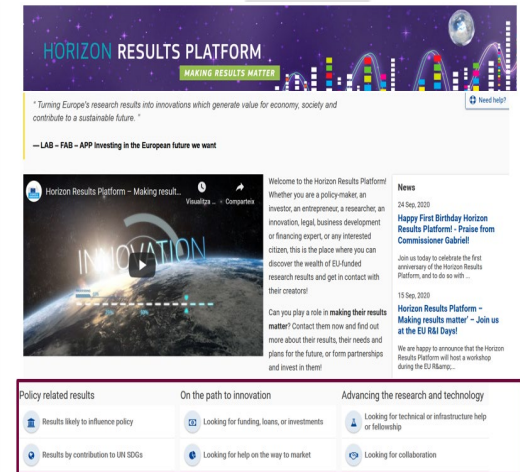 HORIZON RESULTS PLATFORM
MAKING RESULTS MATTER
" Turning Europe's research results into innovations which generate value for economy, society and
contribute to a sustainable future. "
Need help?
— LAB – FAB – APP Investing in the European future we want
Horizon Results Platform – Making result...
Visualitza ...
Comparteix
INNOVATION
25%
50%
Welcome to the Horizon Results Platform!
Whether you are a policy-maker, an
investor, an entrepreneur, a researcher, an
innovation, legal, business development
or financing expert, or any interested
citizen, this is the place where you can
discover the wealth of EU-funded
research results and get in contact with
their creators!
Can you play a role in making their results
matter? Contact them now and find out
more about their results, their needs and
plans for the future, or form partnerships
and invest in them!
News
24 Sep, 2020
Happy First Birthday Horizon
Results Platform! - Praise from
Commissioner Gabriel!
Join us today to celebrate the first
anniversary of the Horizon Results
Platform, and to do so with ...
15 Sep, 2020
Horizon Results Platform –
Making results matter' – Join us
at the EU R&I Days!
We are happy to announce that the Horizon
Results Platform will host a workshop
during the EU R&amp;...
Policy related results
Results likely to influence policy
Results by contribution to UN SDGs
On the path to innovation
Looking for funding, loans, or investments
Looking for help on the way to market
Advancing the research and technology
Looking for technical or infrastructure help
or fellowship
Looking for collaboration